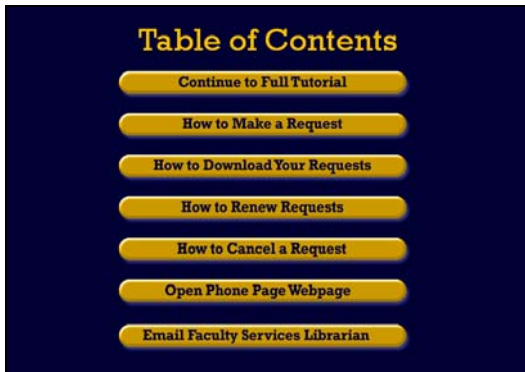 Table of Contents
Continue to Full Tutorial
How to Make a Request
How to Download Your Requests
How to Renew Requests
How to Cancel a Request
Open Phone Page Webpage
Email Faculty Services Librarian